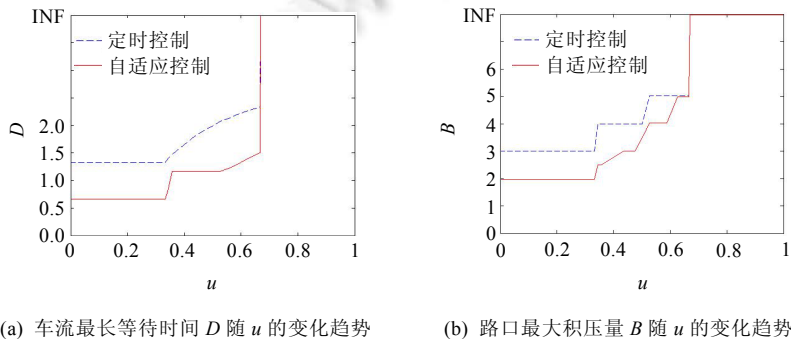 INF
定时控制
自适应控制
2.0
1.5
1.0
0.5
0.0
D
0
0.2
0.4
0.6
0.8
1
u
(a) 车流最长等待时间 D 随 u 的变化趋势
INF
定时控制
自适应控制
7
6
5
4
3
2
1
0
B
0
0.2
0.4
0.6
0.8
1
u
(b) 路口最大积压量 B 随 u 的变化趋势